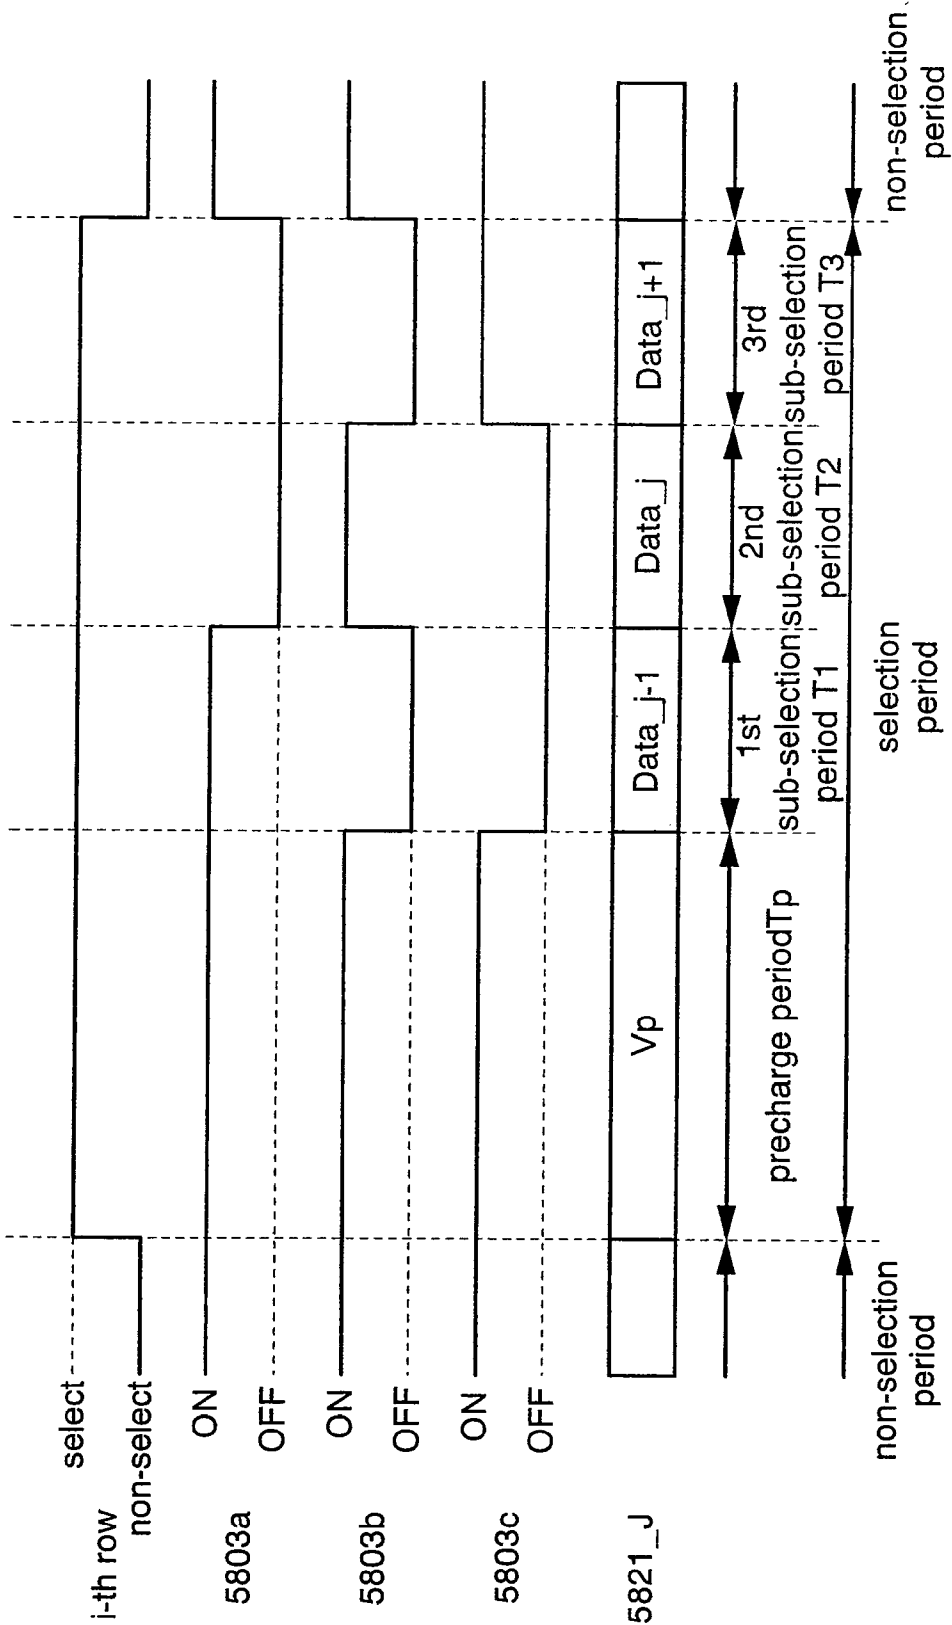 i-th row
select
non-select
5803a
ON
OFF
5803b
ON
OFF
5803c
ON
OFF
5821_J
Vp
Data_j-1
Data_j
Data_j+1
precharge periodTp
1st
sub-selection
period T1
2nd
sub-selection
period T2
3rd
sub-selection
period T3
non-selection
period
selection
period
non-selection
period